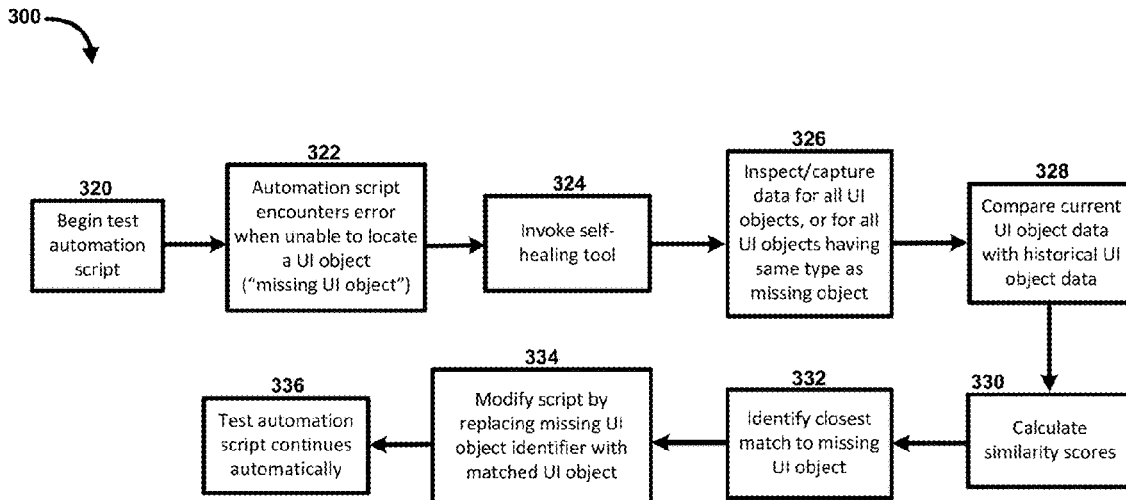 300
320
Begin test
automation
script
322
Automation script
encounters error
when unable to locate
a UI object
(“missing UI object”)
324
Invoke self-
healing tool
326
Inspect/capture
data for all UI
objects, or for all
UI objects having
same type as
missing object
328
Compare current
UI object data
with historical UI
object data
330
Calculate
similarity scores
332
Identify closest
match to missing
UI object
334
Modify script by
replacing missing UI
object identifier with
matched UI object
336
Test automation
script continues
automatically